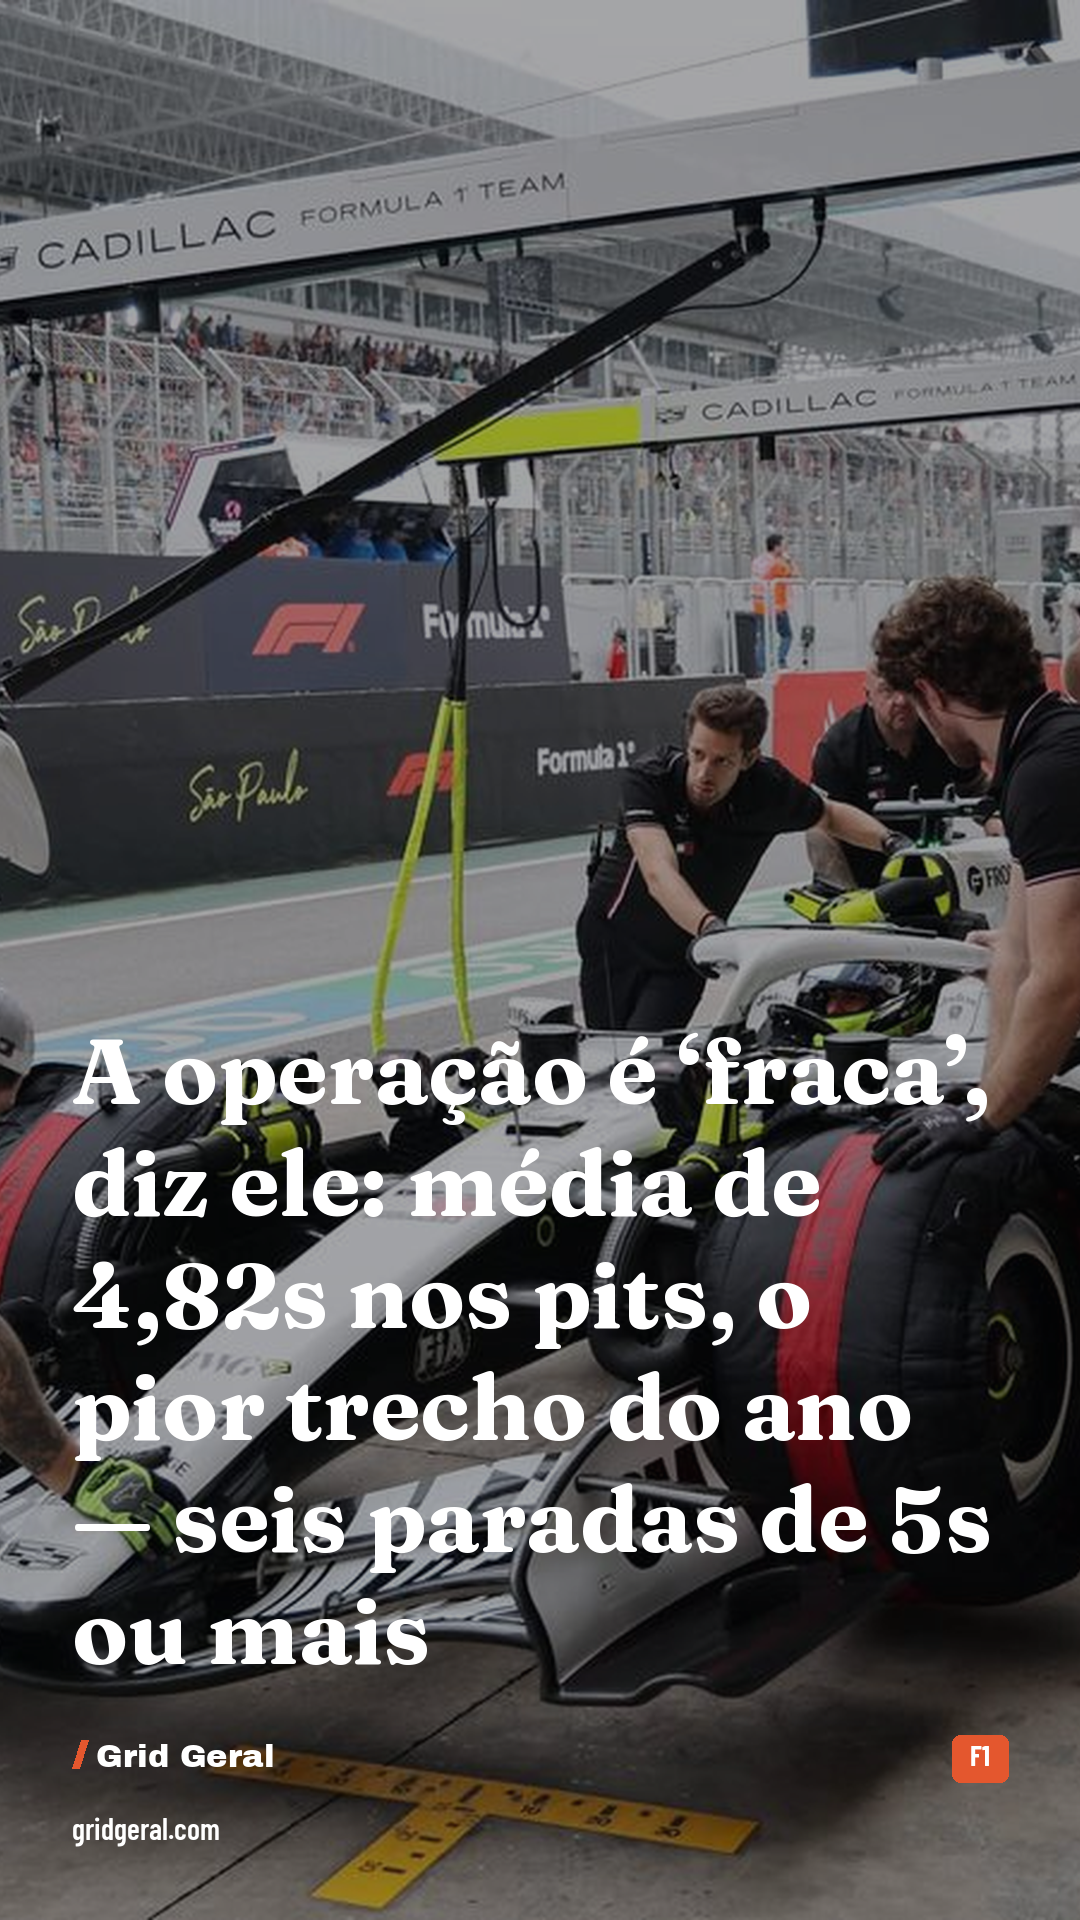 CADILLAC FORMULA 1 TEAM
CADILLAC FORMULA 1 TEAM
São Paulo
Formula 1
São Paulo
Formula 1
FRO
A operação é ‘fraca’,
diz ele: média de
4,82s nos pits, o
pior trecho do ano
— seis paradas de 5s
ou mais
FIA
/ Grid Geral
F1
gridgeral.com